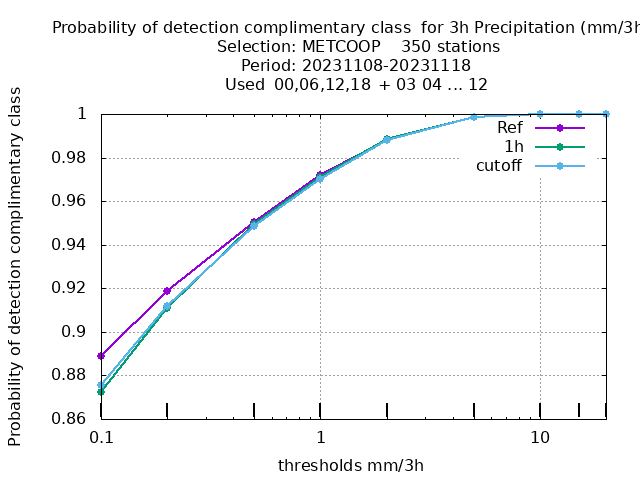 Probability of detection complimentary class  for 3h Precipitation (mm/3h
Selection: METCOOP    350 stations
Period: 20231108-20231118
Used  00,06,12,18  + 03 04 ... 12
Probability of detection complimentary class
1
0.98
0.96
0.94
0.92
0.9
0.88
0.86
Ref
1h
cutoff
0.1
1
10
thresholds mm/3h